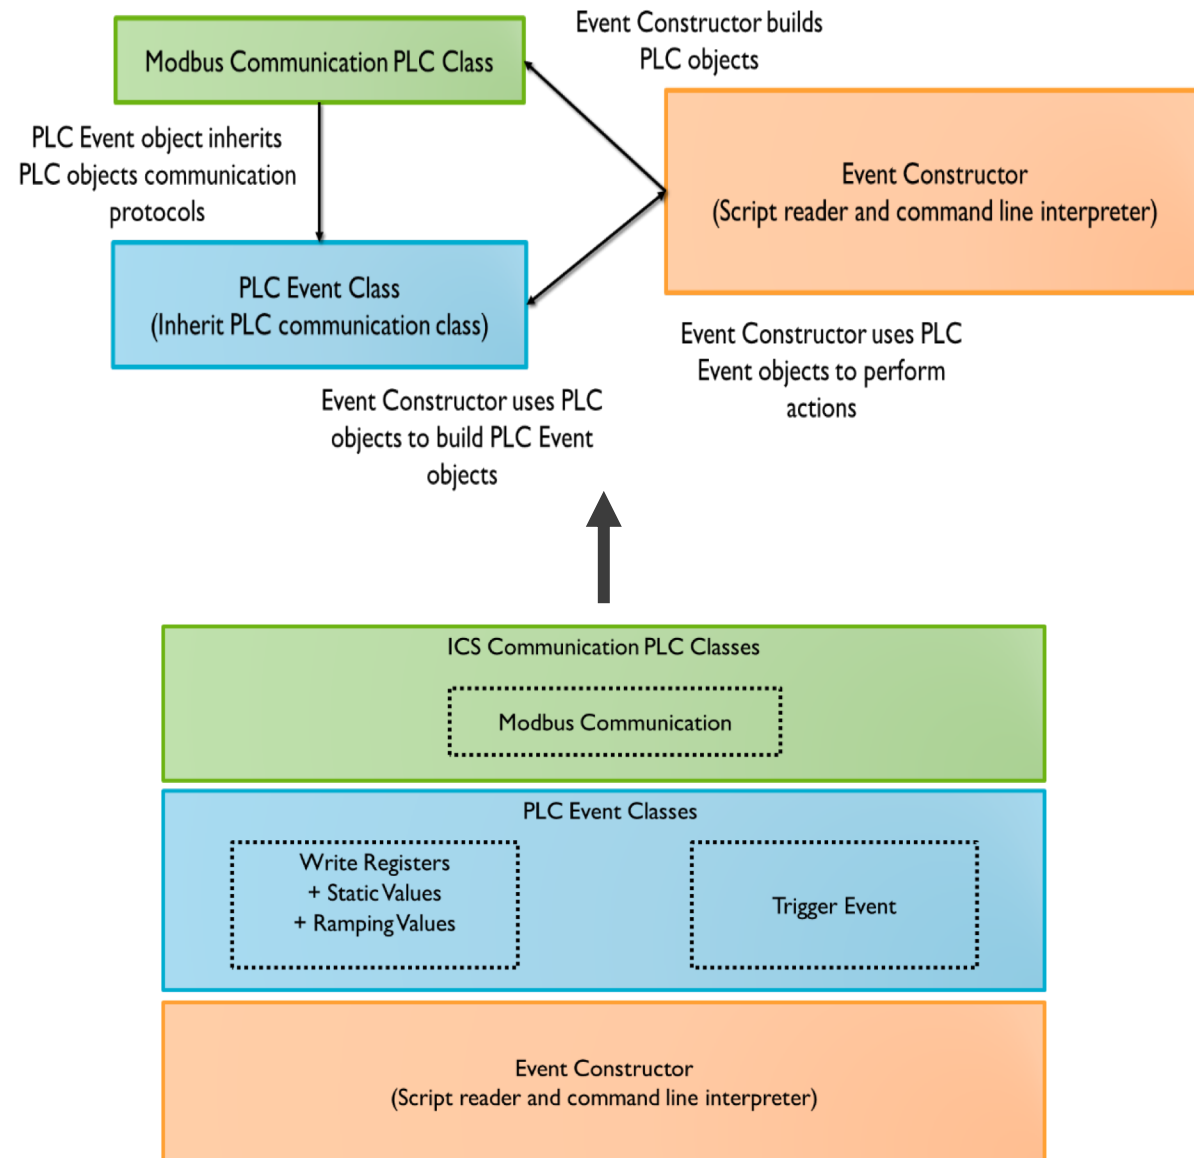 Event Constructor builds
PLC objects
Modbus Communication PLC Class
PLC Event object inherits
PLC objects communication
protocols
Event Constructor
(Script reader and command line interpreter)
PLC Event Class
(Inherit PLC communication class)
Event Constructor uses PLC
Event objects to perform
actions
Event Constructor uses PLC
objects to build PLC Event
objects
ICS Communication PLC Classes
Modbus Communication
PLC Event Classes
Write Registers
+ Static Values
+ Ramping Values
Trigger Event
Event Constructor
(Script reader and command line interpreter)